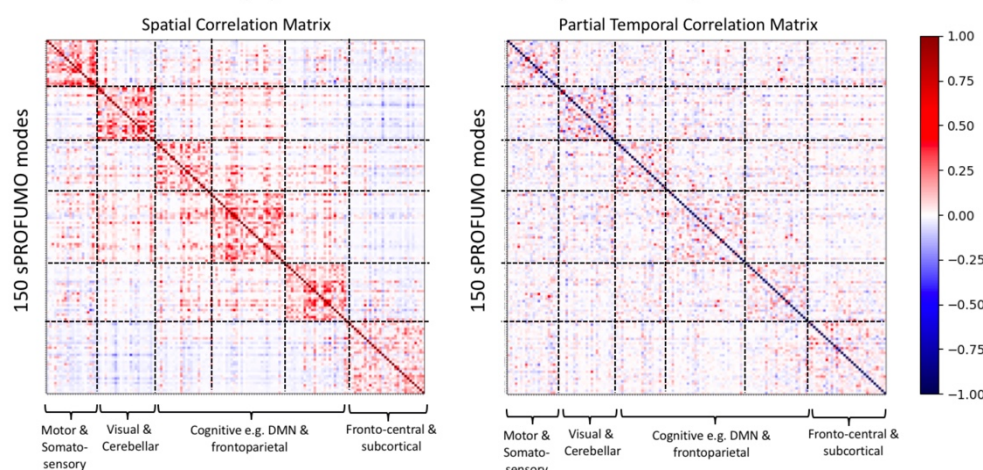 Spatial Correlation Matrix
Partial Temporal Correlation Matrix
150 sPROFUMO modes
150 sPROFUMO modes
1.00
0.75
0.50
0.25
0.00
−0.25
−0.50
−0.75
−1.00
Motor &
Somato-
sensory
Visual &
Cerebellar
Cognitive e.g. DMN &
frontoparietal
Fronto-central &
subcortical
Motor &
Somato-
sensory
Visual &
Cerebellar
Cognitive e.g. DMN &
frontoparietal
Fronto-central &
subcortical